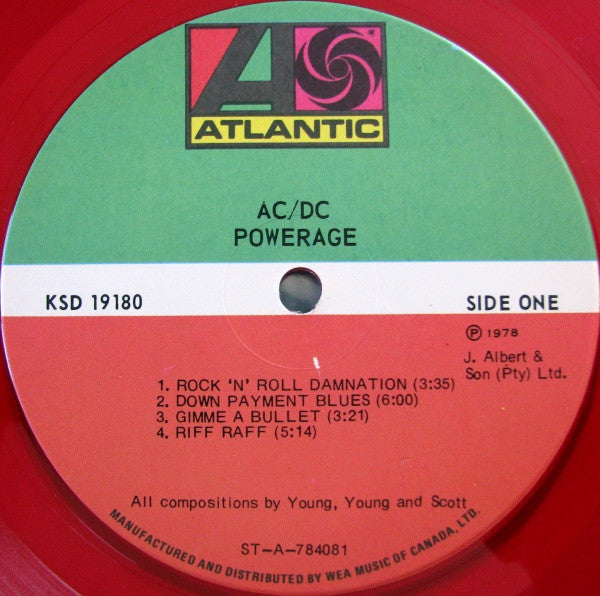 ATLANTIC
AC/DC
POWERAGE
KSD 19180
SIDE ONE
Ⓟ 1978
J. Albert &
Son (Pty) Ltd.
1. ROCK 'N' ROLL DAMNATION (3:35)
2. DOWN PAYMENT BLUES (6:00)
3. GIMME A BULLET (3:21)
4. RIFF RAFF (5:14)
All compositions by Young, Young and Scott
ST-A-784081
MANUFACTURED AND DISTRIBUTED BY WEA MUSIC OF CANADA, LTD.